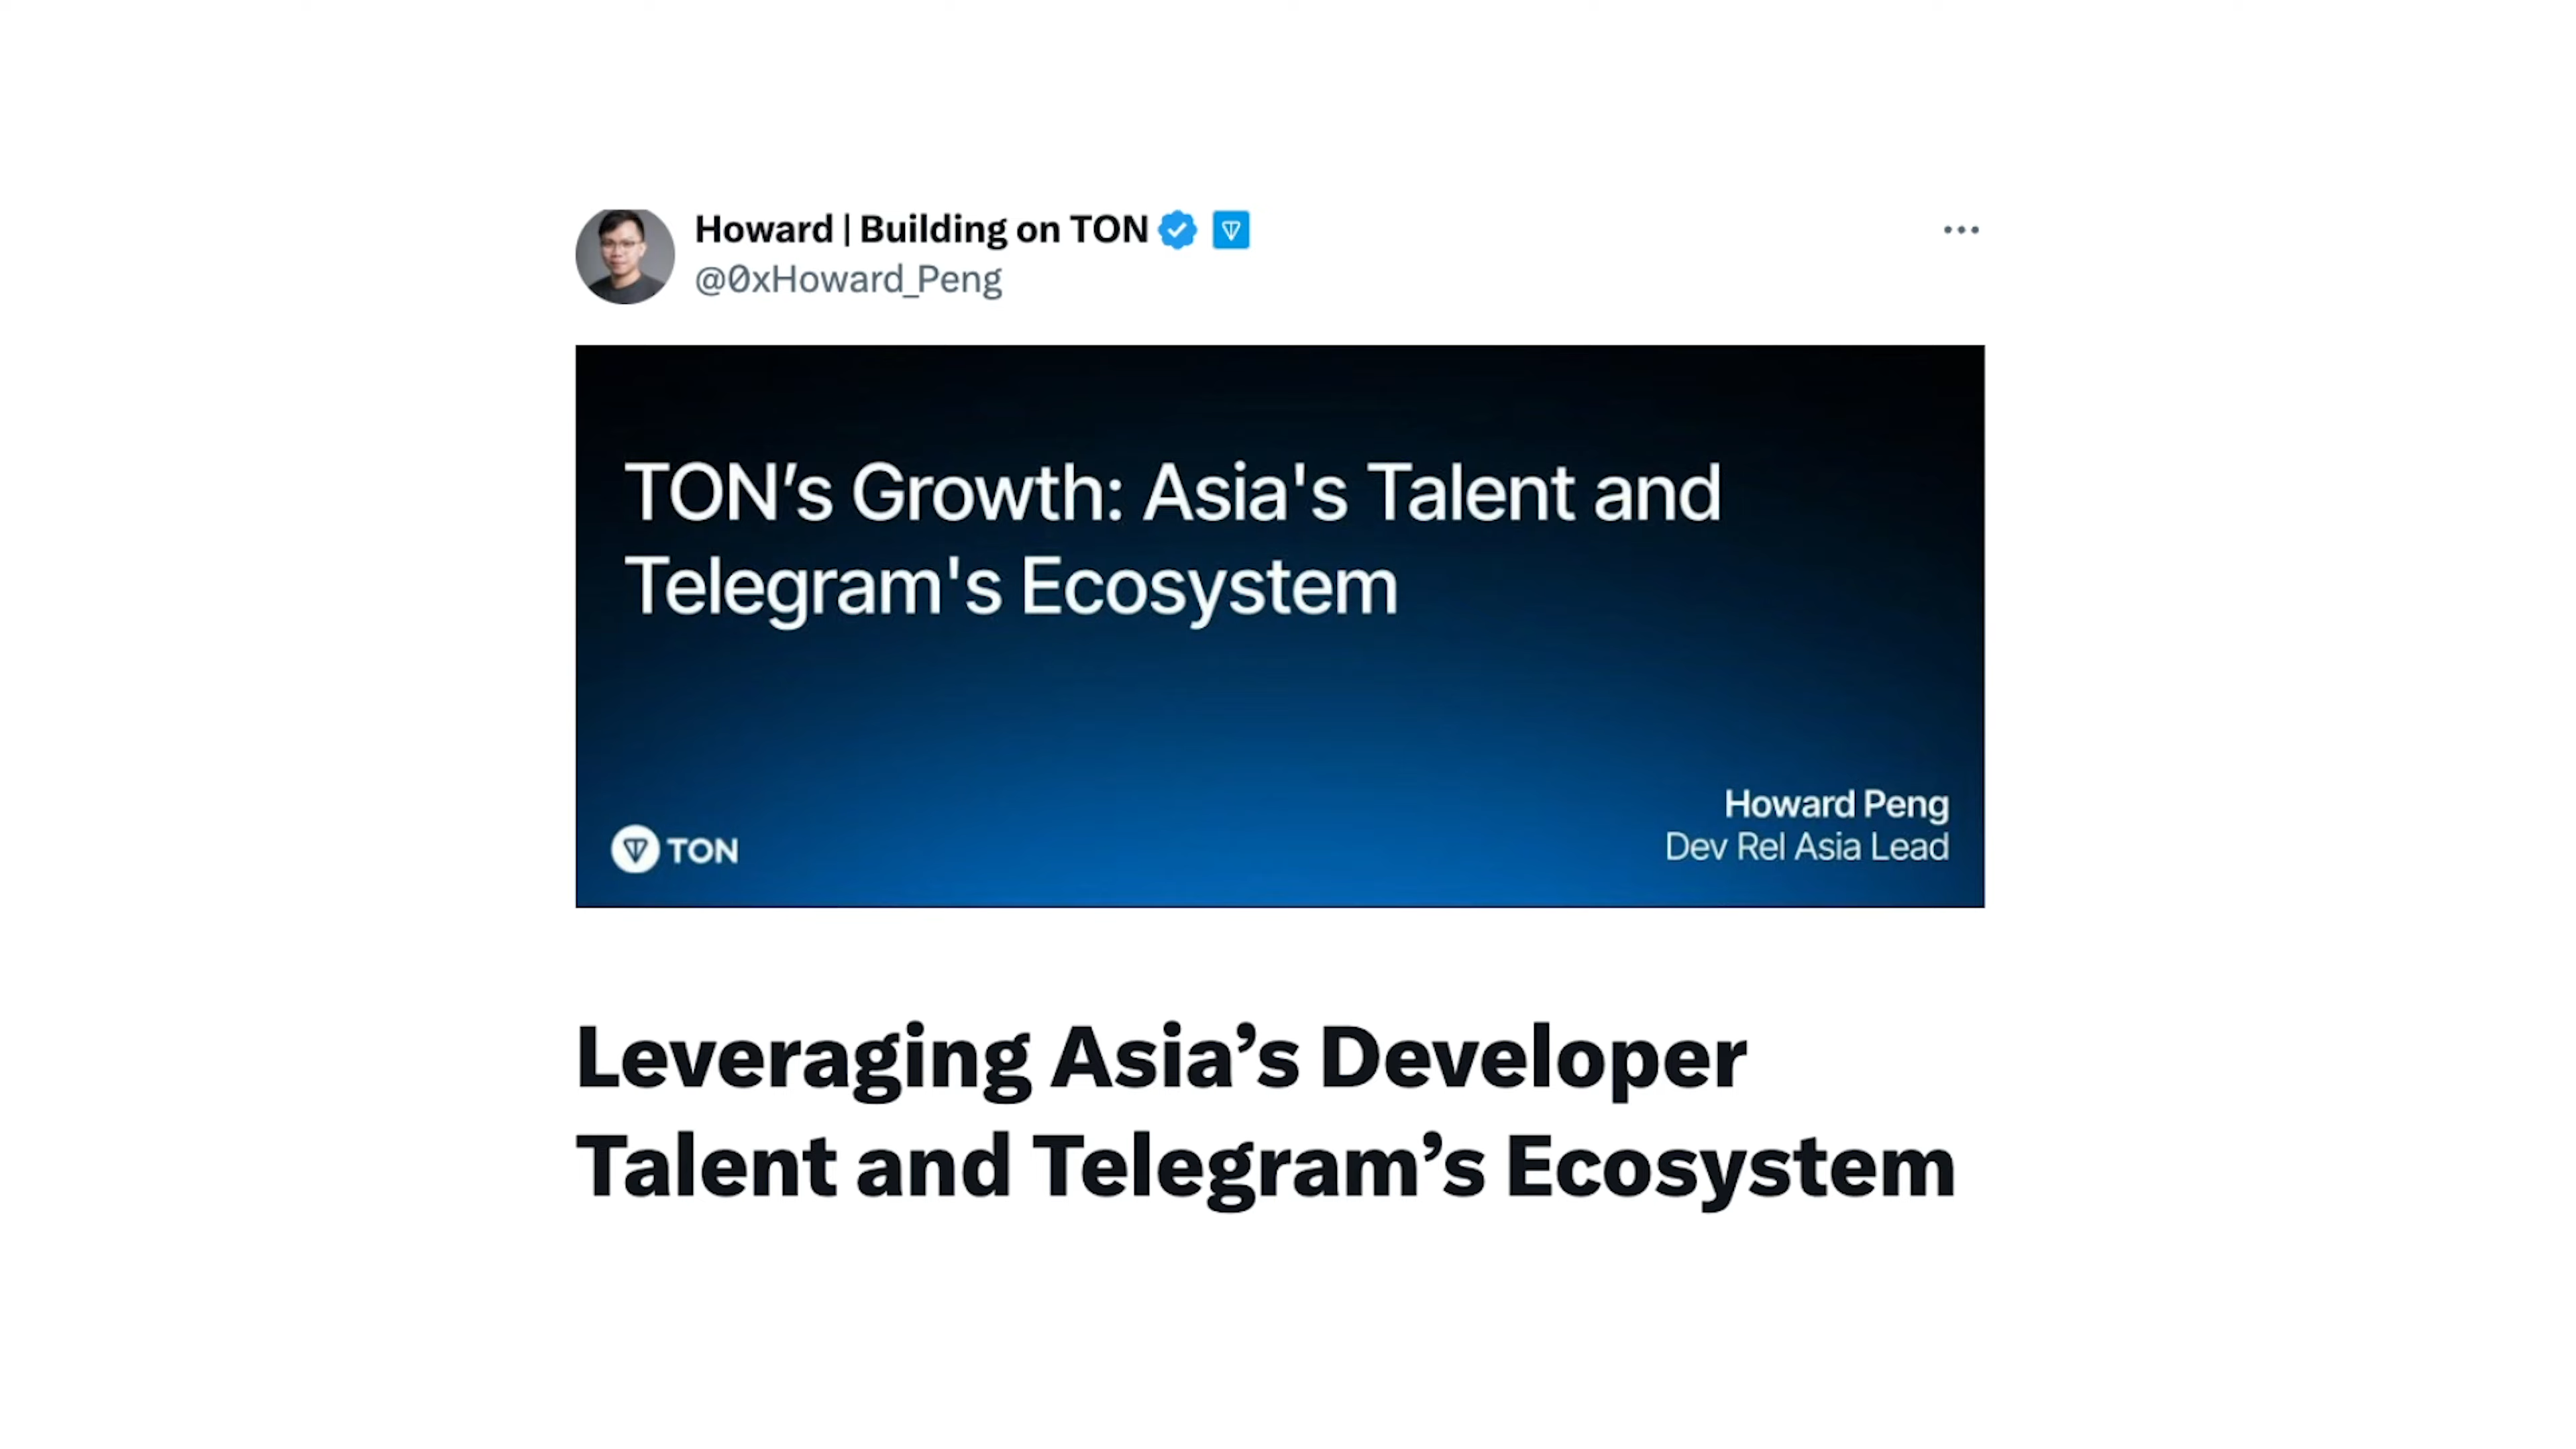 Howard | Building on TON
@0xHoward_Peng
TON’s Growth: Asia's Talent and
Telegram's Ecosystem
TON
Howard Peng
Dev Rel Asia Lead
Leveraging Asia’s Developer
Talent and Telegram’s Ecosystem